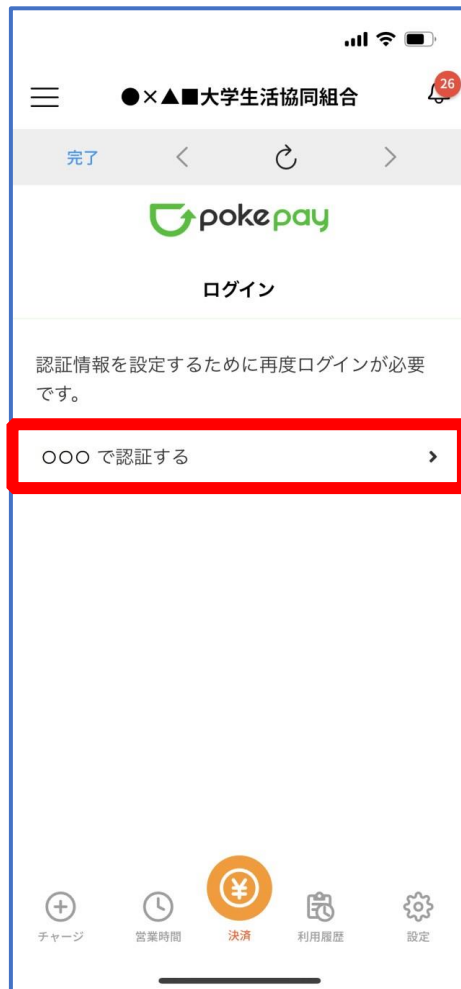 26
●×▲■大学生活協同組合
完了
pokepay
ログイン
認証情報を設定するために再度ログインが必要
です。
○○○ で認証する
チャージ
営業時間
決済
利用履歴
設定